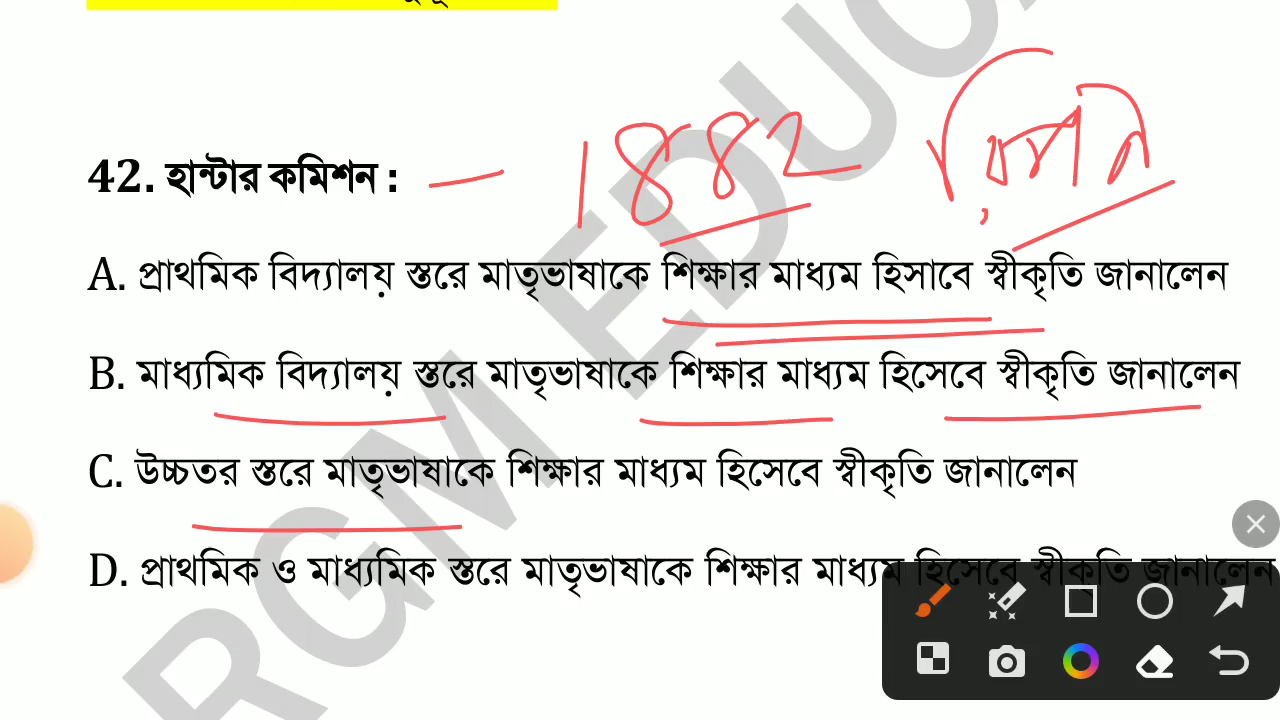 1882 রিপন
42. হান্টার কমিশন :
A. প্রাথমিক বিদ্যালয় স্তরে মাতৃভাষাকে শিক্ষার মাধ্যম হিসাবে স্বীকৃতি জানালেন
B. মাধ্যমিক বিদ্যালয় স্তরে মাতৃভাষাকে শিক্ষার মাধ্যম হিসেবে স্বীকৃতি জানালেন
C. উচ্চতর স্তরে মাতৃভাষাকে শিক্ষার মাধ্যম হিসেবে স্বীকৃতি জানালেন
D. প্রাথমিক ও মাধ্যমিক স্তরে মাতৃভাষাকে শিক্ষার মাধ্যম হিসেবে স্বীকৃতি জানালেন
RGM EDUC